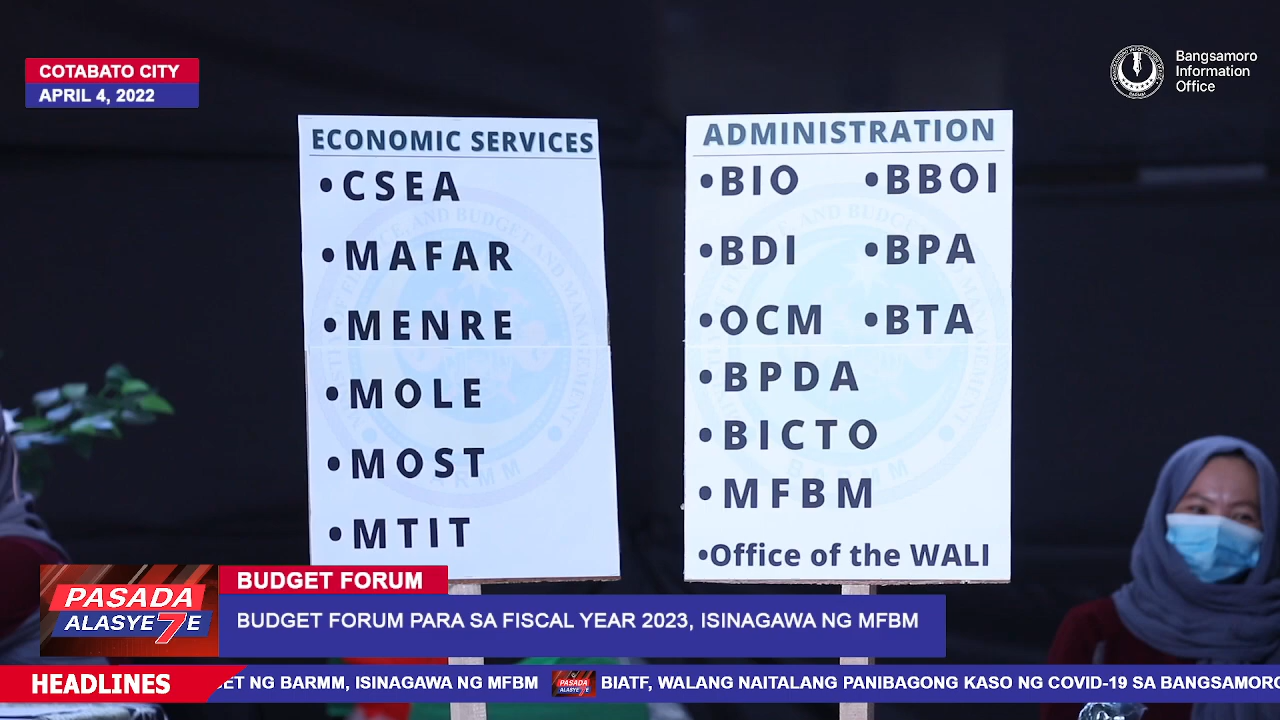 COTABATO CITY
APRIL 4, 2022
Bangsamoro
Information
Office
ECONOMIC SERVICES
•CSEA
•MAFAR
•MENRE
•MOLE
•MOST
•MTIT
ADMINISTRATION
•BIO •BBOI
•BDI •BPA
•OCM •BTA
•BPDA
•BICTO
•MFBM
•Office of the WALI
BARMM
PASADA
ALASYE7E
BUDGET FORUM
BUDGET FORUM PARA SA FISCAL YEAR 2023, ISINAGAWA NG MFBM
HEADLINES
NG BARMM, ISINAGAWA NG MFBM PASADA ALASYE7E BIATF, WALANG NAITALANG PANIBAGONG KASO NG COVID-19 SA BANGSAMORO